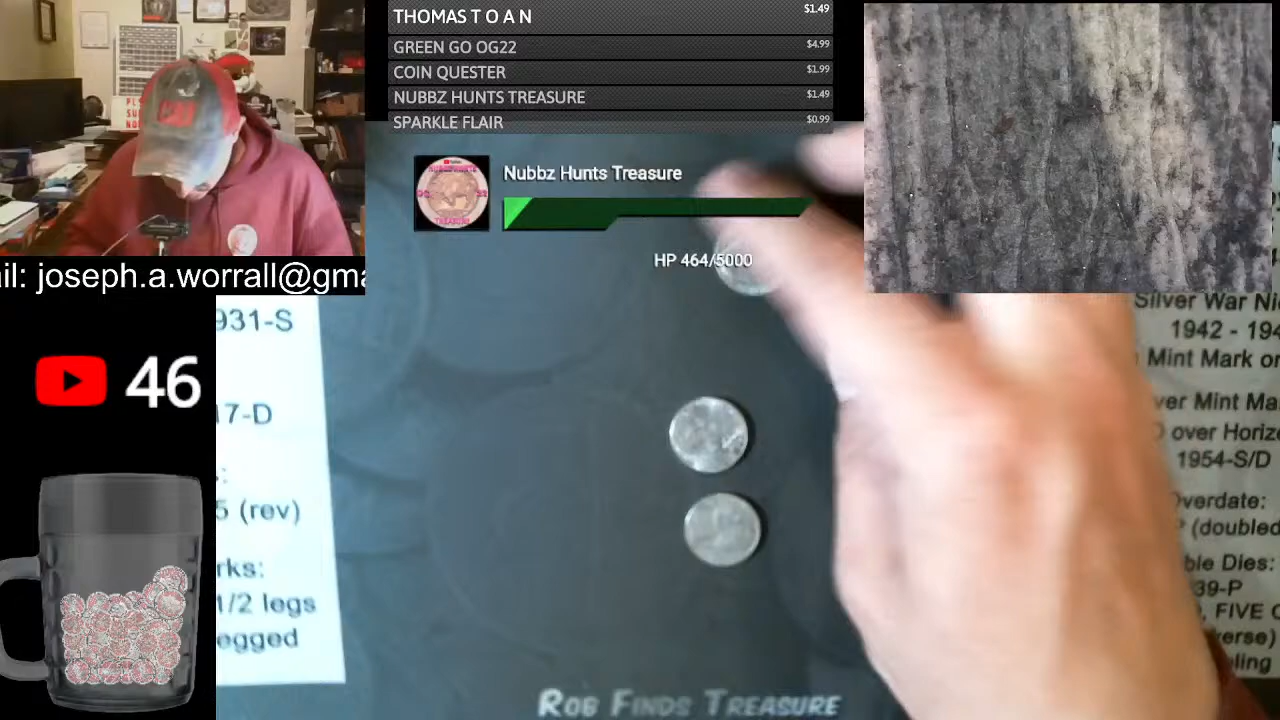 THOMAS T O A N $1.49
GREEN GO OG22 $4.99
COIN QUESTER $1.99
NUBBZ HUNTS TREASURE $1.49
SPARKLE FLAIR $0.99
Nubbz Hunts Treasure
HP 464/5000
il: joseph.a.worrall@gma
46
931-S
17-D
5 (rev)
rks:
1/2 legs
egged
Silver War Ni
1942 - 194
Mint Mark or
ver Mint Ma
D over Horiz
1954-S/D
Overdate:
(doubled
ble Dies:
39-P
, FIVE C
verse)
ling
ROB FINDS TREASURE